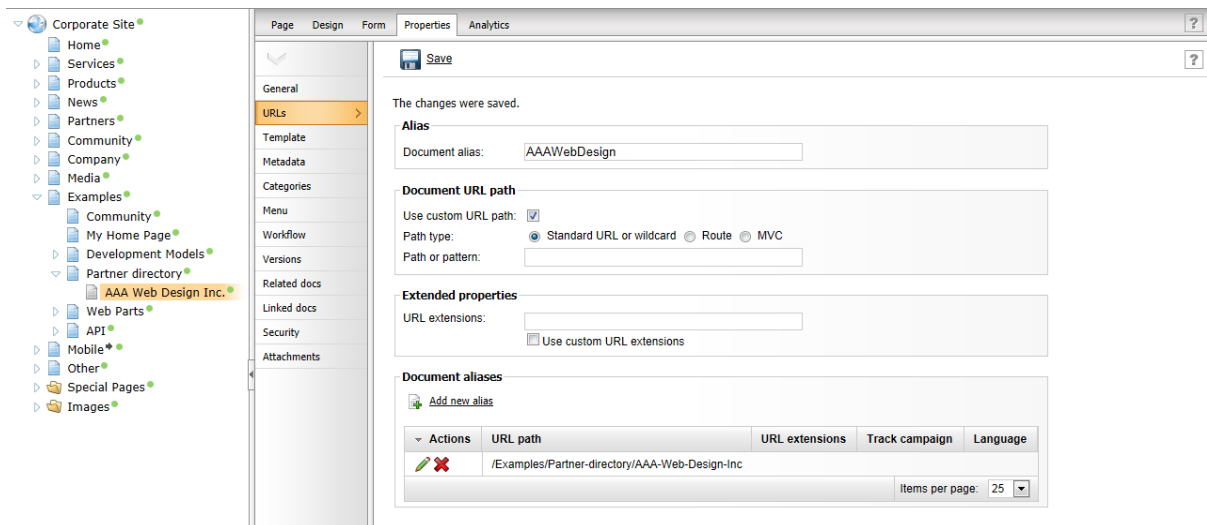 Corporate Site
Home
Services
Products
News
Partners
Community
Company
Media
Examples
Community
My Home Page
Development Models
Partner directory
AAA Web Design Inc.
Web Parts
API
Mobile
Other
Special Pages
Images
Page Design Form Properties Analytics ?
General
URLs >
Template
Metadata
Categories
Menu
Workflow
Versions
Related docs
Linked docs
Security
Attachments
Save ?
The changes were saved.
Alias
Document alias: AAAWebDesign
Document URL path
Use custom URL path:
Path type: Standard URL or wildcard Route MVC
Path or pattern:
Extended properties
URL extensions:
Use custom URL extensions
Document aliases
Add new alias
Actions URL path URL extensions Track campaign Language
/Examples/Partner-directory/AAA-Web-Design-Inc
Items per page: 25